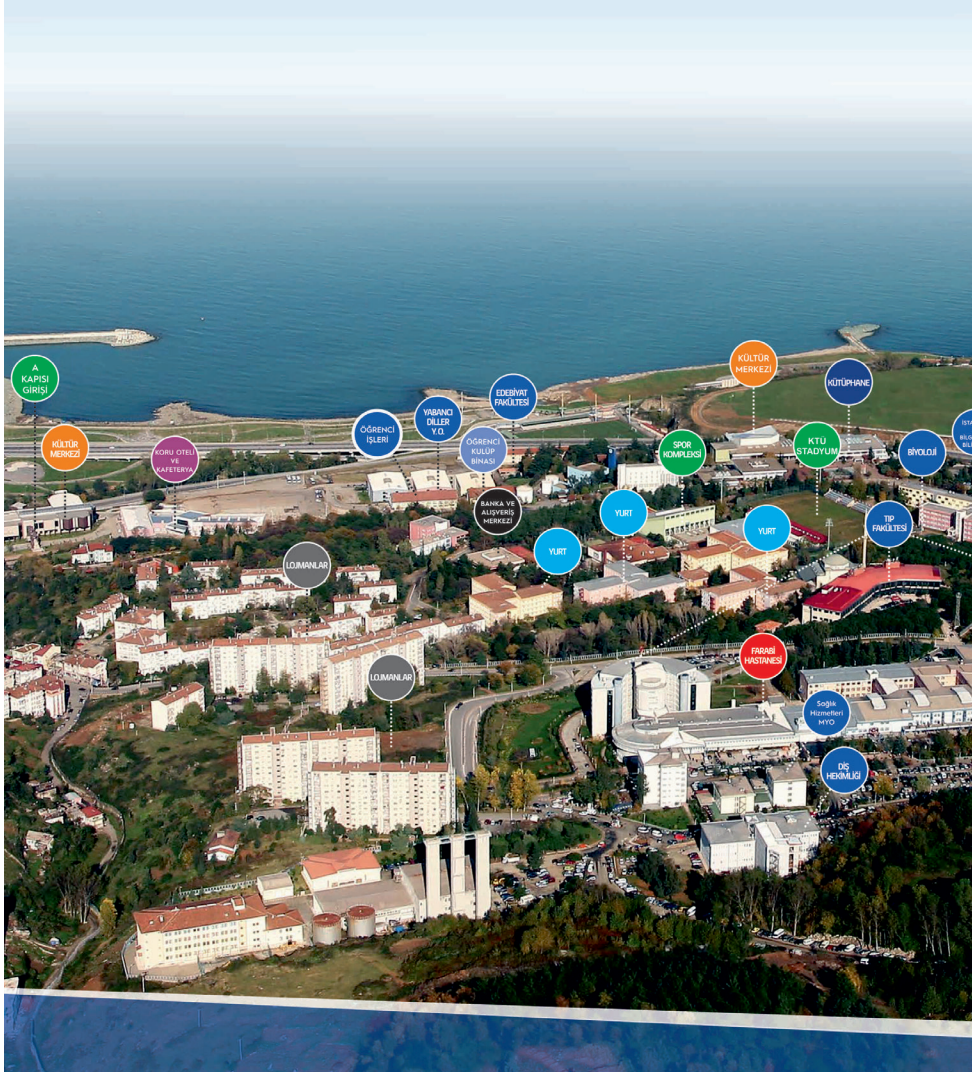 A
KAPISI
GİRİŞİ
KÜLTÜR
MERKEZİ
KORU OTELİ
VE
KAFETERYA
LOJMANLAR
LOJMANLAR
ÖĞRENCİ
İŞLERİ
YABANCI
DİLLER
Y.O.
ÖĞRENCİ
KULÜP
BİNASI
EDEBİYAT
FAKÜLTESİ
BANKA VE
ALIŞVERİŞ
MERKEZİ
YURT
YURT
SPOR
KOMPLEKSİ
KÜLTÜR
MERKEZİ
YURT
KTÜ
STADYUM
KÜTÜPHANE
TIP
FAKÜLTESİ
BİYOLOJİ
FARABİ
HASTANESİ
Sağlık
Hizmetleri
MYO
DİŞ
HEKİMLİĞİ